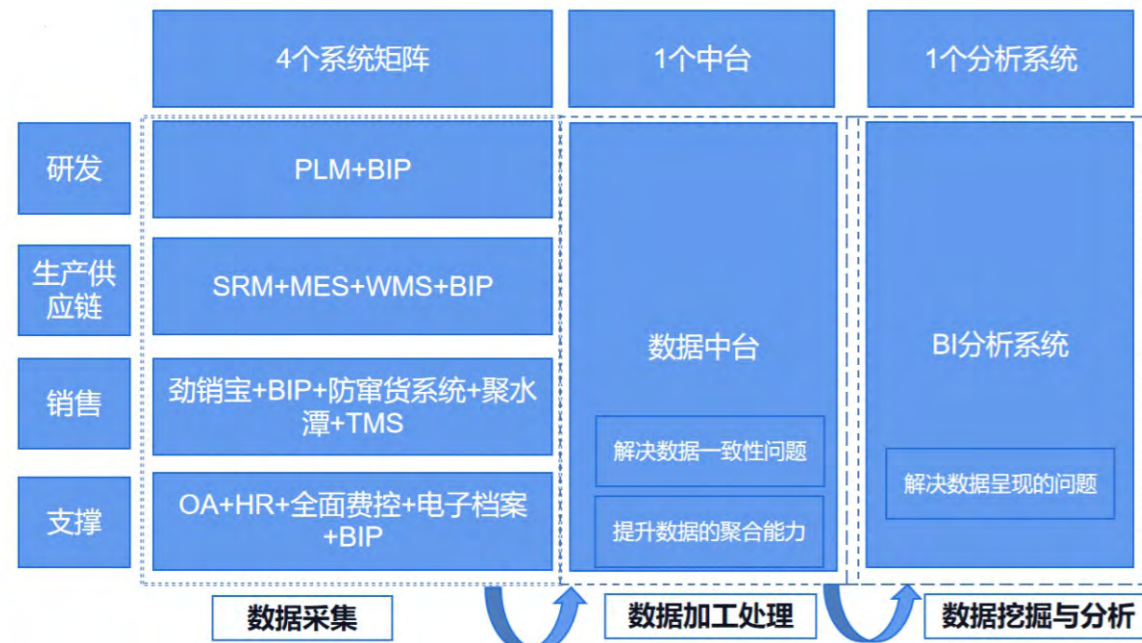 4个系统矩阵
1个中台
1个分析系统
研发
PLM+BIP
生产供
应链
SRM+MES+WMS+BIP
销售
劲销宝+BIP+防窜货系统+聚水
潭+TMS
支撑
OA+HR+全面费控+电子档案
+BIP
数据中台
解决数据一致性问题
提升数据的聚合能力
BI分析系统
解决数据呈现的问题
数据采集
数据加工处理
数据挖掘与分析